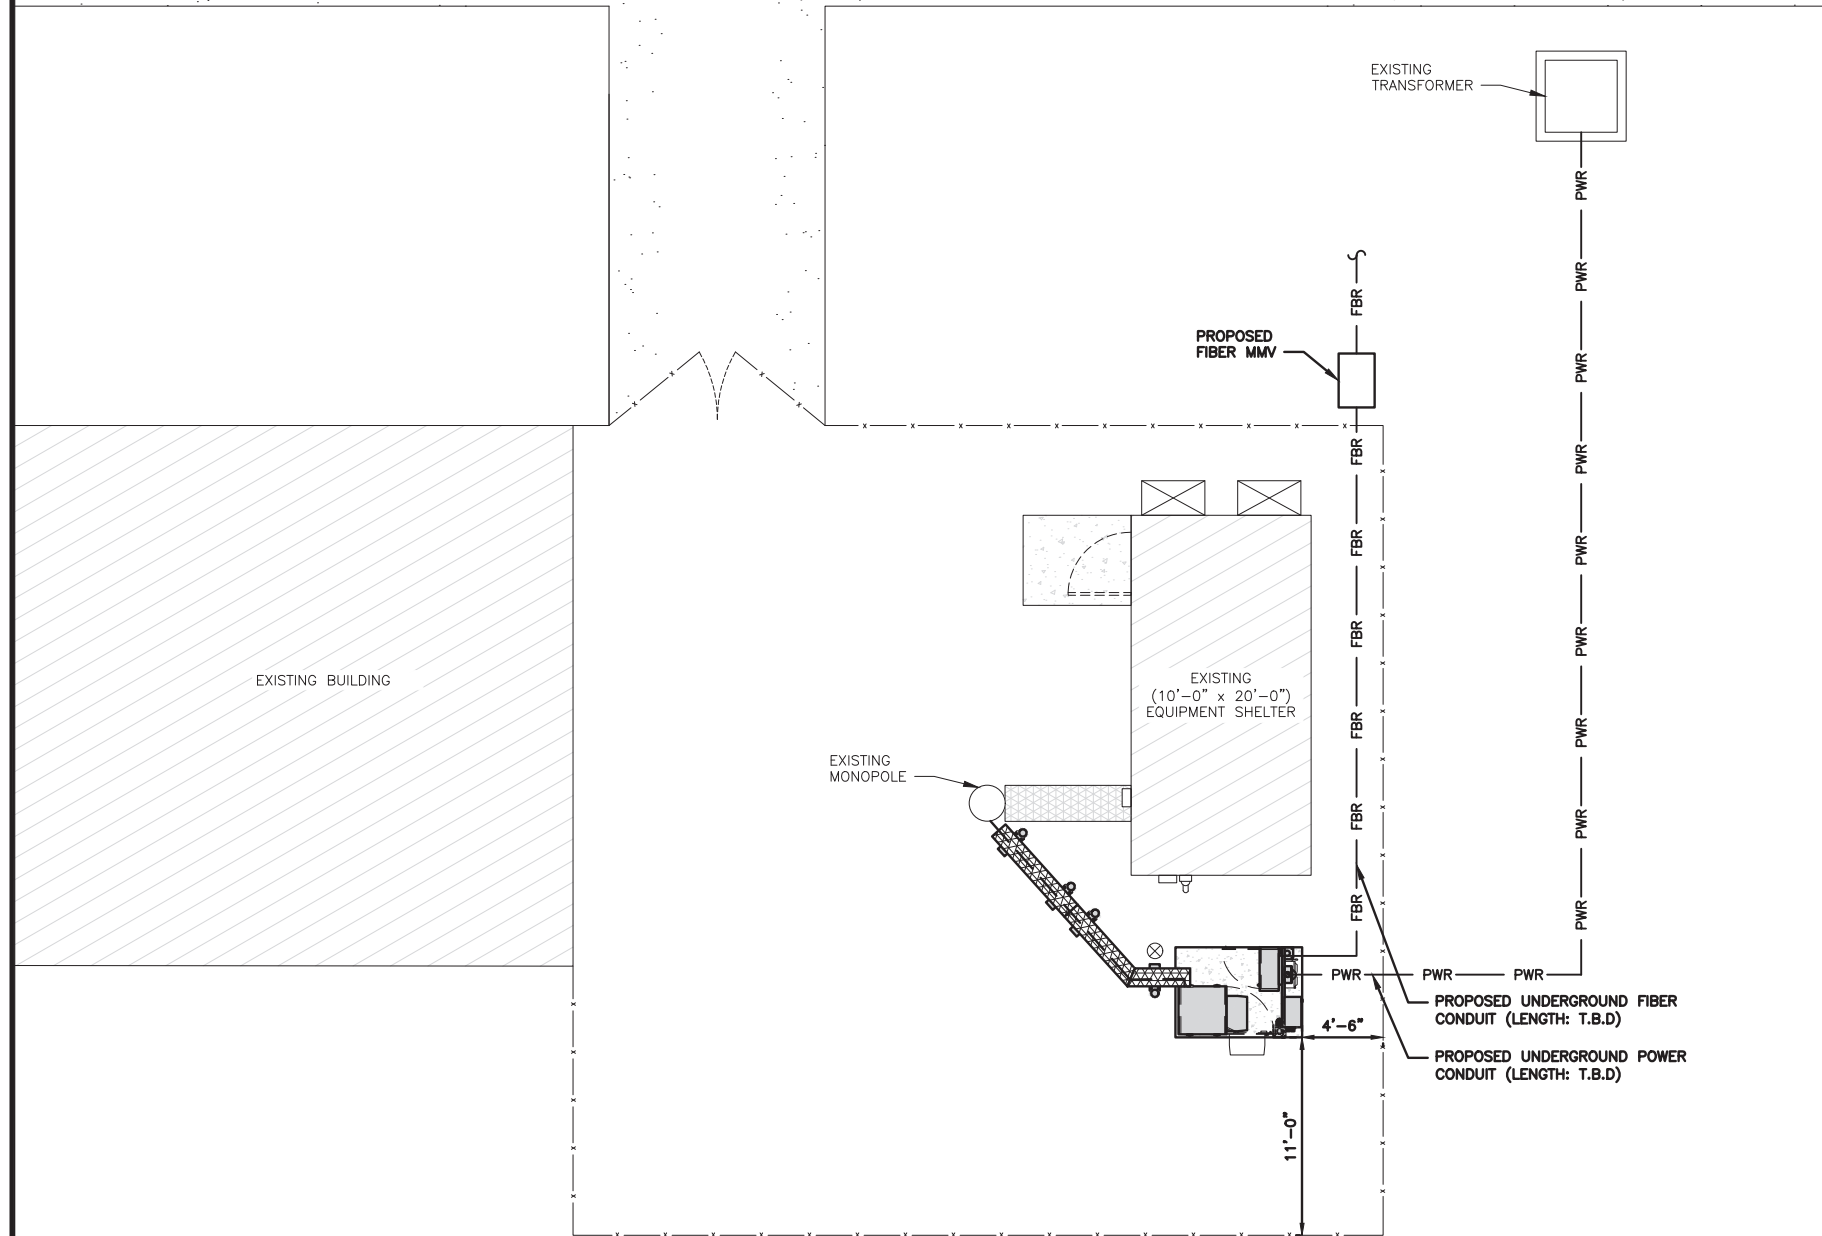 EXISTING
TRANSFORMER
PWR
PWR
FBR
PROPOSED
FIBER MMV
PWR
FBR
PWR
FBR
PWR
FBR
PWR
EXISTING BUILDING
EXISTING
(10'-0" x 20'-0")
EQUIPMENT SHELTER
FBR
PWR
EXISTING
MONOPOLE
FBR
PWR
FBR
PWR
PWR
PWR
PWR
PROPOSED UNDERGROUND FIBER
CONDUIT (LENGTH: T.B.D)
4'-6"
PROPOSED UNDERGROUND POWER
CONDUIT (LENGTH: T.B.D)
11'-0"